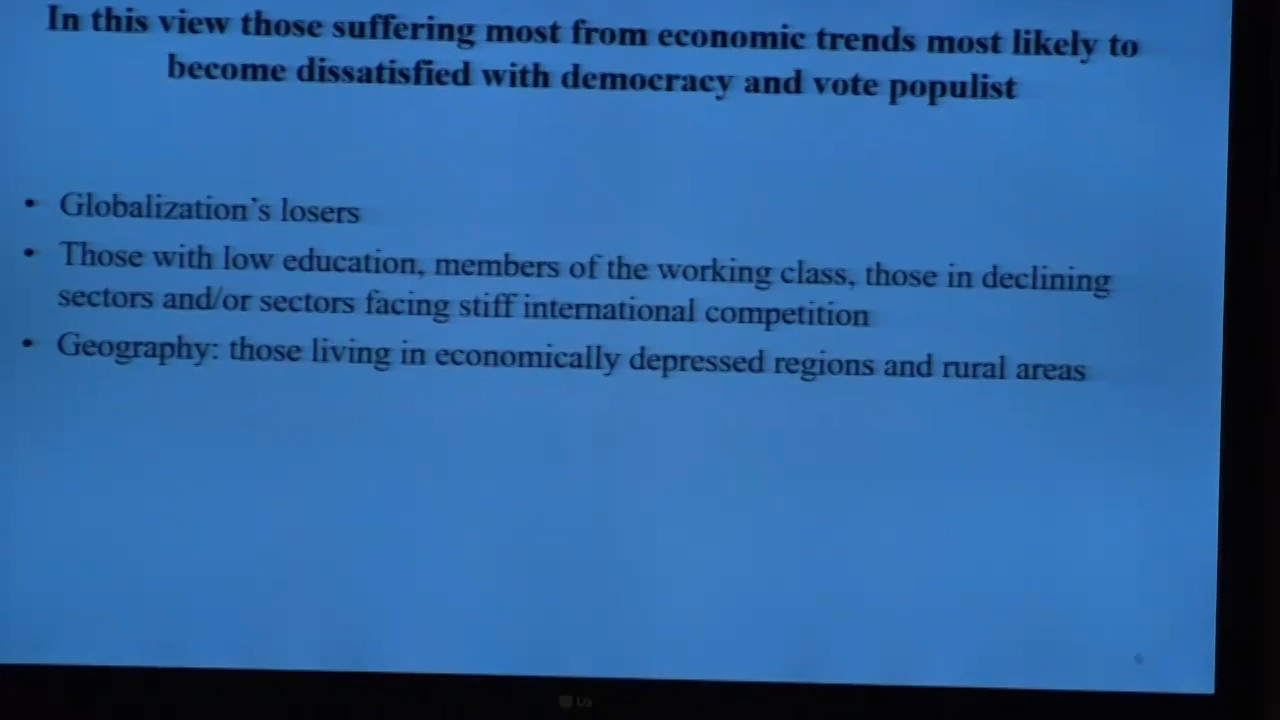 In this view those suffering most from economic trends most likely to
become dissatisfied with democracy and vote populist
• Globalization's losers
• Those with low education, members of the working class, those in declining
sectors and/or sectors facing stiff international competition
• Geography: those living in economically depressed regions and rural areas
6
LG